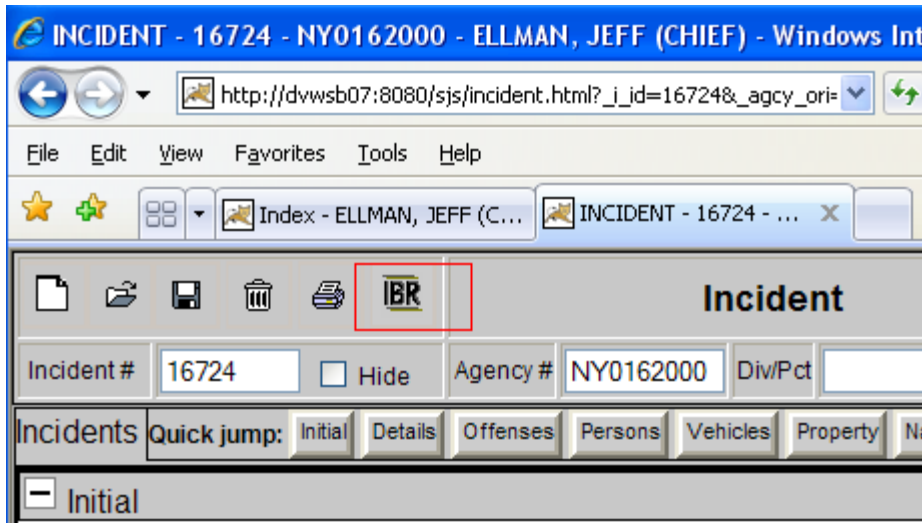 INCIDENT - 16724 - NY0162000 - ELLMAN, JEFF (CHIEF) - Windows Int
http://dvwsb07:8080/sjs/incident.html?_i_id=16724&_agcy_ori=
File Edit View Favorites Tools Help
Index - ELLMAN, JEFF (C... INCIDENT - 16724 - ...
IBR Incident
Incident # 16724 Hide Agency # NY0162000 Div/Pct
Incidents Quick jump: Initial Details Offenses Persons Vehicles Property Na
Initial